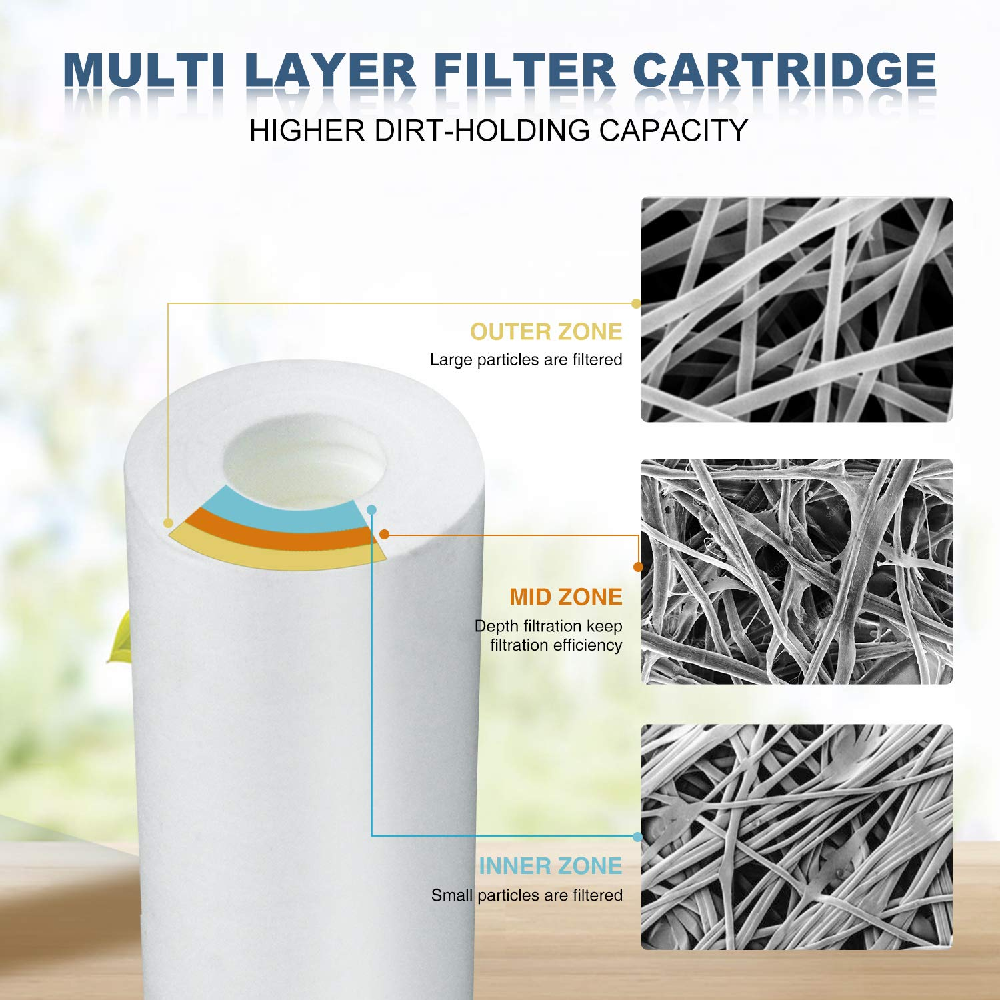 MULTI LAYER FILTER CARTRIDGE
HIGHER DIRT-HOLDING CAPACITY
OUTER ZONE
Large particles are filtered
MID ZONE
Depth filtration keep
filtration efficiency
INNER ZONE
Small particles are filtered